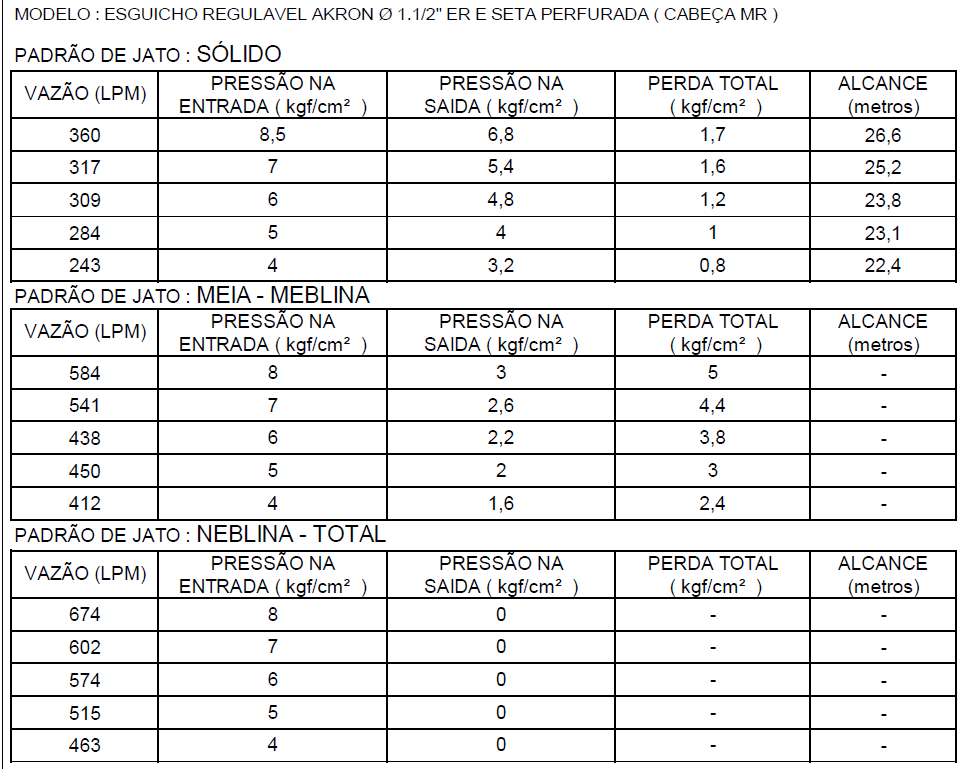 MODELO : ESGUICHO REGULAVEL AKRON Ø 1.1/2" ER E SETA PERFURADA ( CABEÇA MR )
PADRÃO DE JATO : SÓLIDO
VAZÃO (LPM) PRESSÃO NA ENTRADA ( kgf/cm² ) PRESSÃO NA SAIDA ( kgf/cm² ) PERDA TOTAL ( kgf/cm² ) ALCANCE (metros)
360 8,5 6,8 1,7 26,6
317 7 5,4 1,6 25,2
309 6 4,8 1,2 23,8
284 5 4 1 23,1
243 4 3,2 0,8 22,4
PADRÃO DE JATO : MEIA - MEBLINA
VAZÃO (LPM) PRESSÃO NA ENTRADA ( kgf/cm² ) PRESSÃO NA SAIDA ( kgf/cm² ) PERDA TOTAL ( kgf/cm² ) ALCANCE (metros)
584 8 3 5 -
541 7 2,6 4,4 -
438 6 2,2 3,8 -
450 5 2 3 -
412 4 1,6 2,4 -
PADRÃO DE JATO : NEBLINA - TOTAL
VAZÃO (LPM) PRESSÃO NA ENTRADA ( kgf/cm² ) PRESSÃO NA SAIDA ( kgf/cm² ) PERDA TOTAL ( kgf/cm² ) ALCANCE (metros)
674 8 0 - -
602 7 0 - -
574 6 0 - -
515 5 0 - -
463 4 0 - -